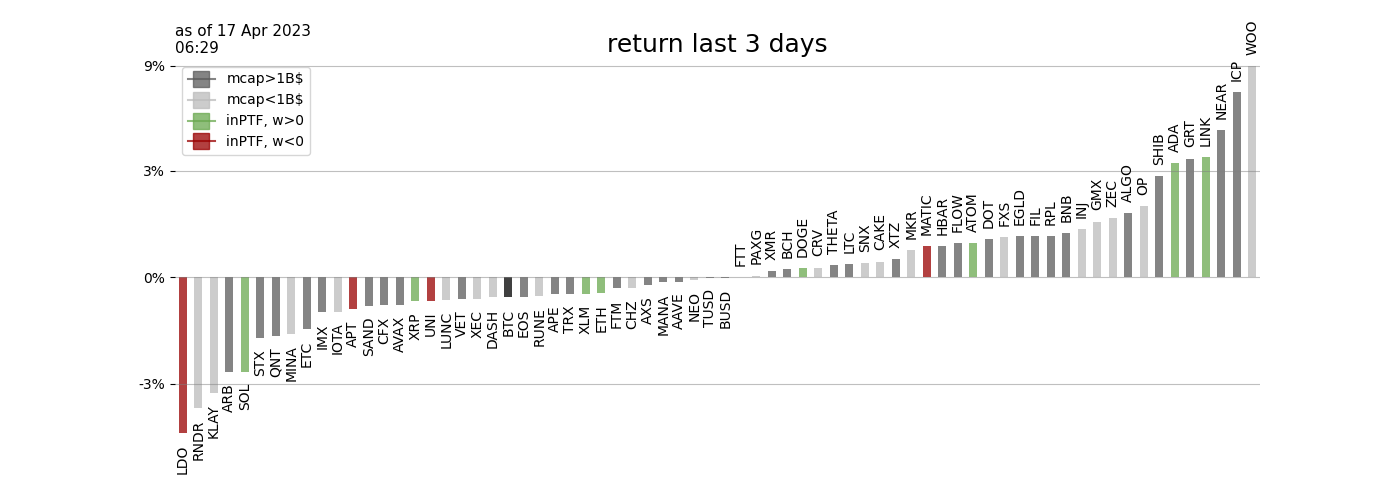 as of 17 Apr 2023
06:29
return last 3 days
9%
3%
0%
-3%
mcap>1B$
mcap<1B$
inPTF, w>0
inPTF, w<0
LDO
RNDR
KLAY
ARB
SOL
STX
QNT
MINA
ETC
IMX
IOTA
APT
SAND
CFX
AVAX
XRP
UNI
LUNC
VET
XEC
DASH
BTC
EOS
RUNE
APE
TRX
XLM
ETH
FTM
CHZ
AXS
MANA
AAVE
NEO
TUSD
BUSD
FTT
PAXG
XMR
BCH
DOGE
CRV
THETA
LTC
SNX
CAKE
XTZ
MKR
MATIC
HBAR
FLOW
ATOM
DOT
FXS
EGLD
FIL
RPL
BNB
INJ
GMX
ZEC
ALGO
OP
SHIB
ADA
GRT
LINK
NEAR
ICP
WOO